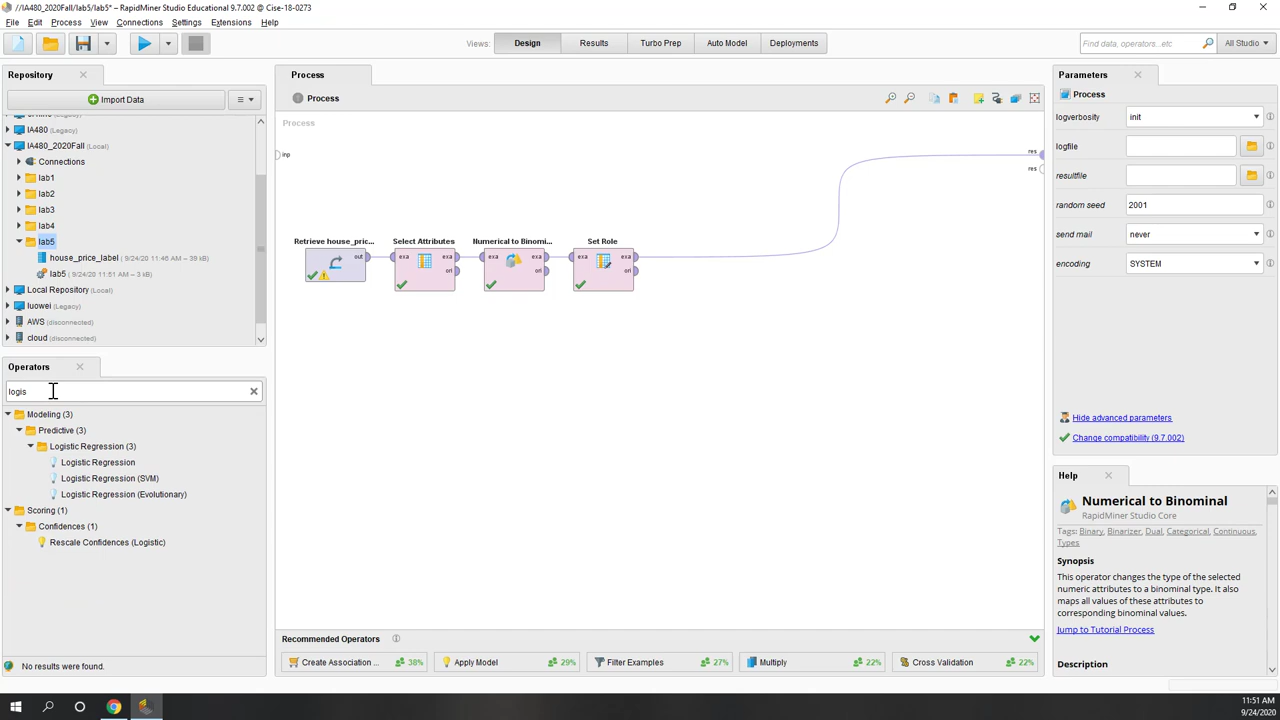 //IA480_2020Fall/lab5/lab5* – RapidMiner Studio Educational 9.7.002 @ Cise-18-0273
File Edit Process View Connections Settings Extensions Help
Views: Design Results Turbo Prep Auto Model Deployments
Find data, operators...etc All Studio
Repository
Import Data
IA480 (Legacy)
IA480_2020Fall (Local)
Connections
lab1
lab2
lab3
lab4
lab5
house_price_label (9/24/20 11:46 AM – 39 kB)
lab5 (9/24/20 11:51 AM – 3 kB)
Local Repository (Local)
luowei (Legacy)
AWS (disconnected)
cloud (disconnected)
Operators
logis
Modeling (3)
Predictive (3)
Logistic Regression (3)
Logistic Regression
Logistic Regression (SVM)
Logistic Regression (Evolutionary)
Scoring (1)
Confidences (1)
Rescale Confidences (Logistic)
No results were found.
Process
Process
Process
inp
res
res
Retrieve house_pric... Select Attributes Numerical to Binomi... Set Role
out exa exa exa exa exa exa
ori ori ori
Recommended Operators
Create Association ... 38% Apply Model 29% Filter Examples 27% Multiply 22% Cross Validation 22%
Parameters
Process
logverbosity init
logfile
resultfile
random seed 2001
send mail never
encoding SYSTEM
Hide advanced parameters
Change compatibility (9.7.002)
Help
Numerical to Binominal
RapidMiner Studio Core
Tags: Binary, Binarizer, Dual, Categorical, Continuous,
Types
Synopsis
This operator changes the type of the selected
numeric attributes to a binominal type. It also
maps all values of these attributes to
corresponding binominal values.
Jump to Tutorial Process
Description
11:51 AM
9/24/2020